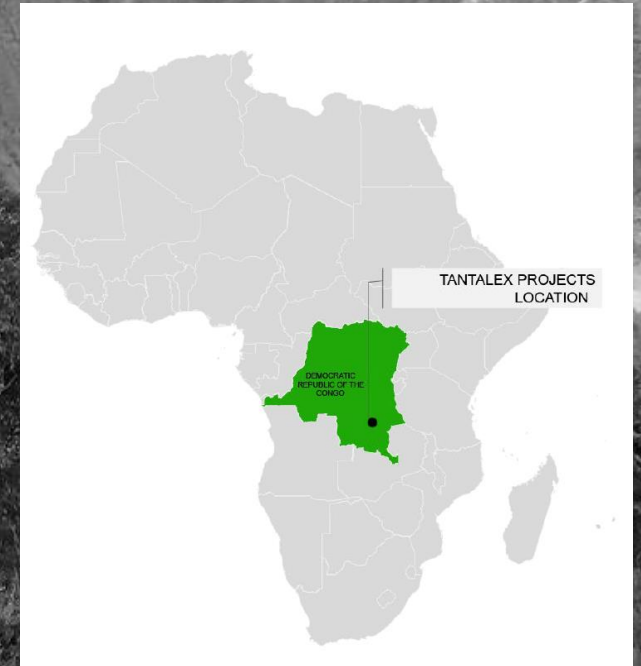 TANTALEX PROJECTS
LOCATION
DEMOCRATIC
REPUBLIC OF THE
CONGO